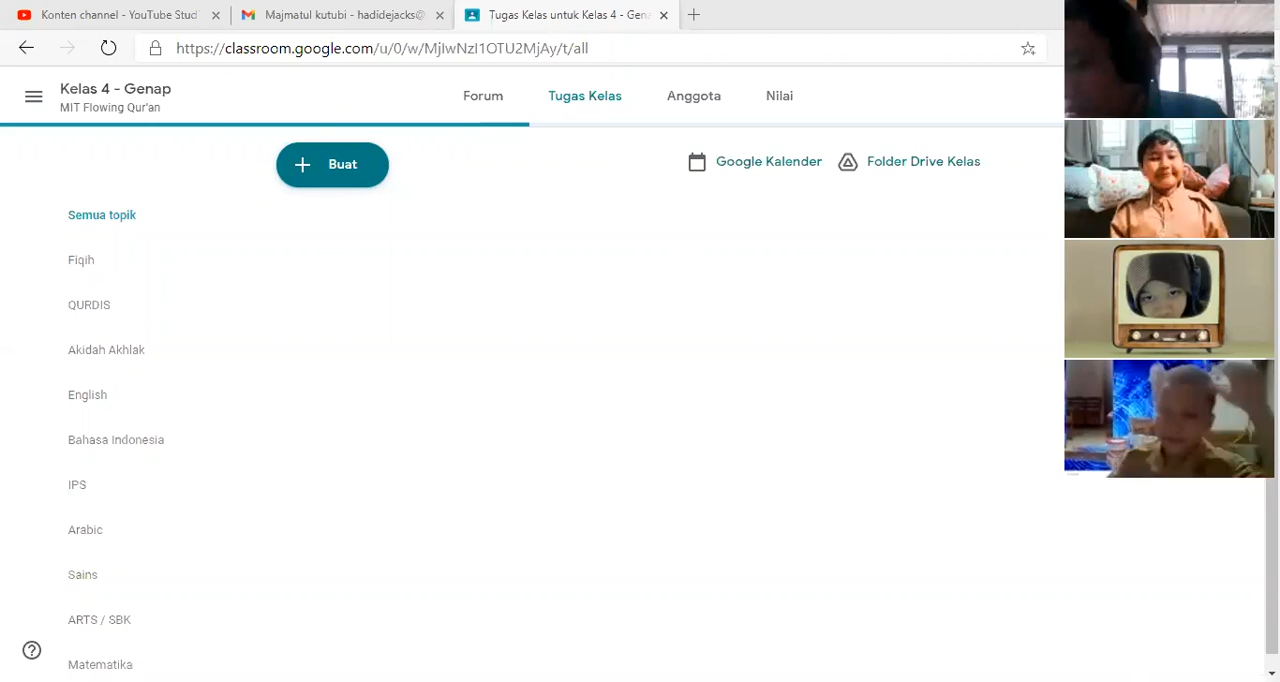 Konten channel - YouTube Stud
Majmatul kutubi - hadidejacks@
Tugas Kelas untuk Kelas 4 - Gena
https://classroom.google.com/u/0/w/MjIwNzI1OTU2MjAy/t/all
Kelas 4 - Genap
MIT Flowing Qur'an
Forum
Tugas Kelas
Anggota
Nilai
Buat
Google Kalender
Folder Drive Kelas
Semua topik
Fiqih
QURDIS
Akidah Akhlak
English
Bahasa Indonesia
IPS
Arabic
Sains
ARTS / SBK
Matematika